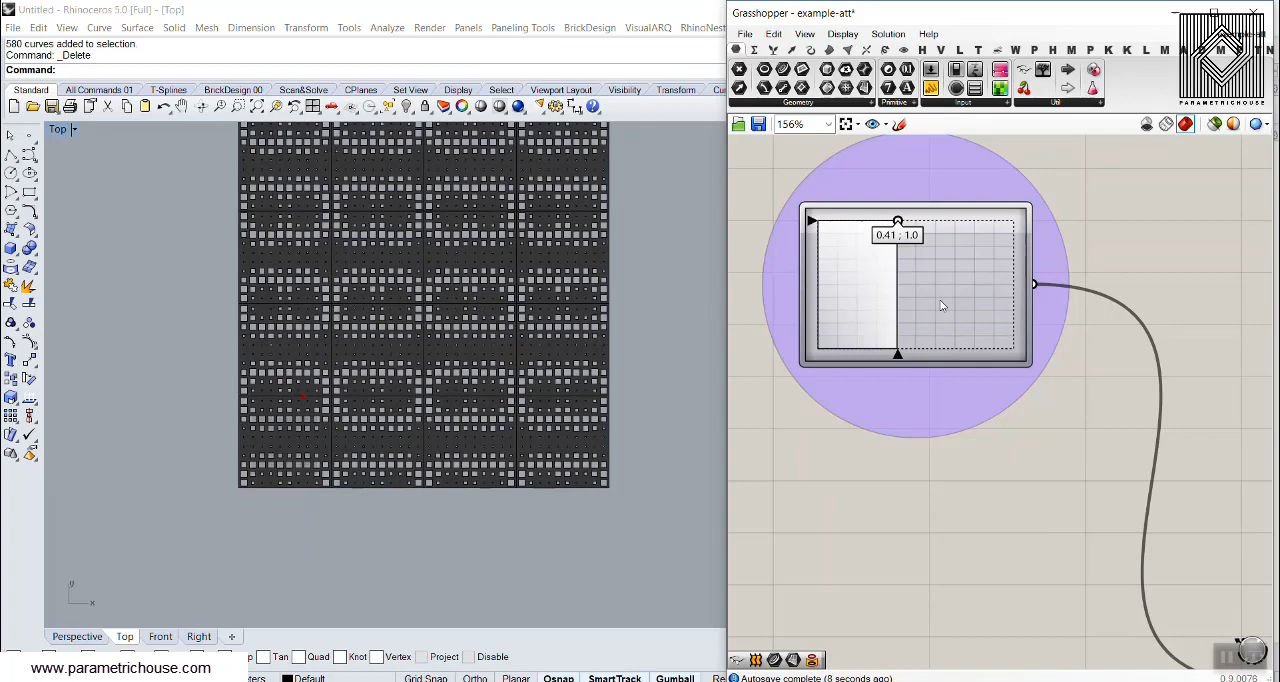 Untitled - Rhinoceros 5.0 [Full] - [Top]
File Edit View Curve Surface Solid Mesh Dimension Transform Tools Analyze Render Panels Paneling Tools BrickDesign VisualARQ RhinoNest
580 curves added to selection.
Command: _Delete
Command:
Standard All Commands 01 T-Splines BrickDesign 00 Scan&Solve CPlanes Set View Display Select Viewport Layout Visibility Transform
Top
y
x
Perspective Top Front Right
Tan Quad Knot Vertex Project Disable
Default Grid Snap Ortho Planar Osnap SmartTrack Gumball
www.parametrichouse.com
Grasshopper - example-att*
File Edit View Display Solution Help
W P H M P K K L M
Geometry Primitive Input Util
156%
PARAMETRICHOUSE
0.41 ; 1.0
Autosave complete (8 seconds ago)
0.9.0076